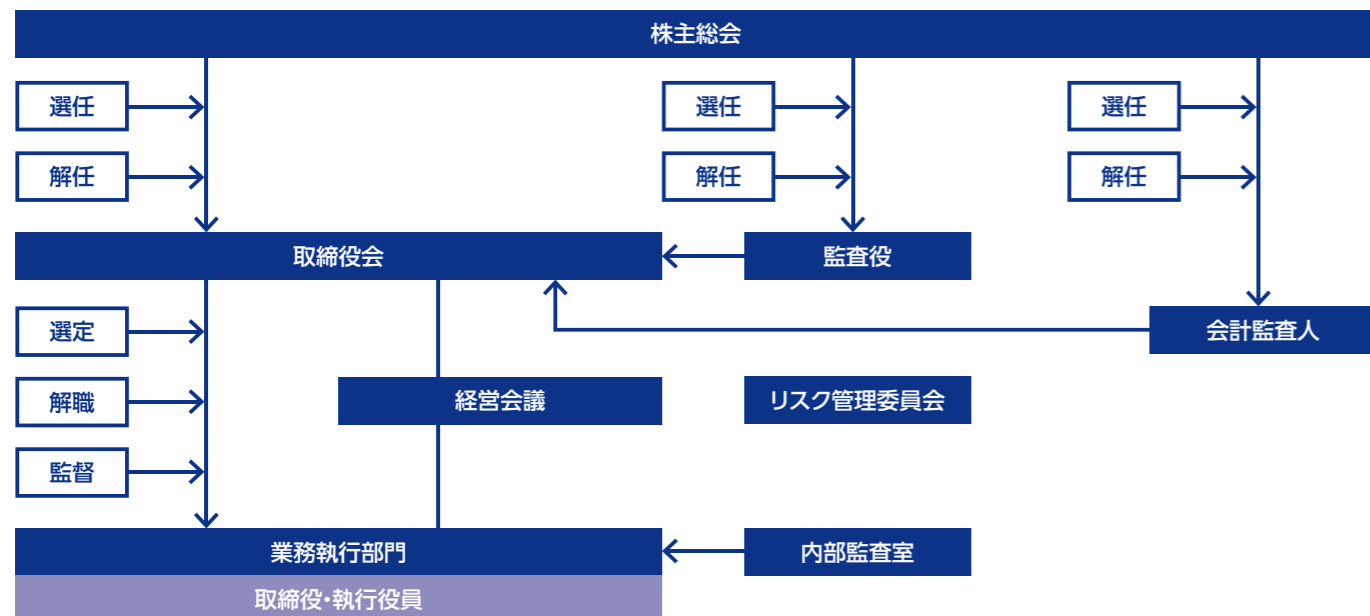 株主総会
選任
選任
選任
解任
解任
解任
取締役会
監査役
選定
会計監査人
解職
経営会議
リスク管理委員会
監督
業務執行部門
内部監査室
取締役・執行役員